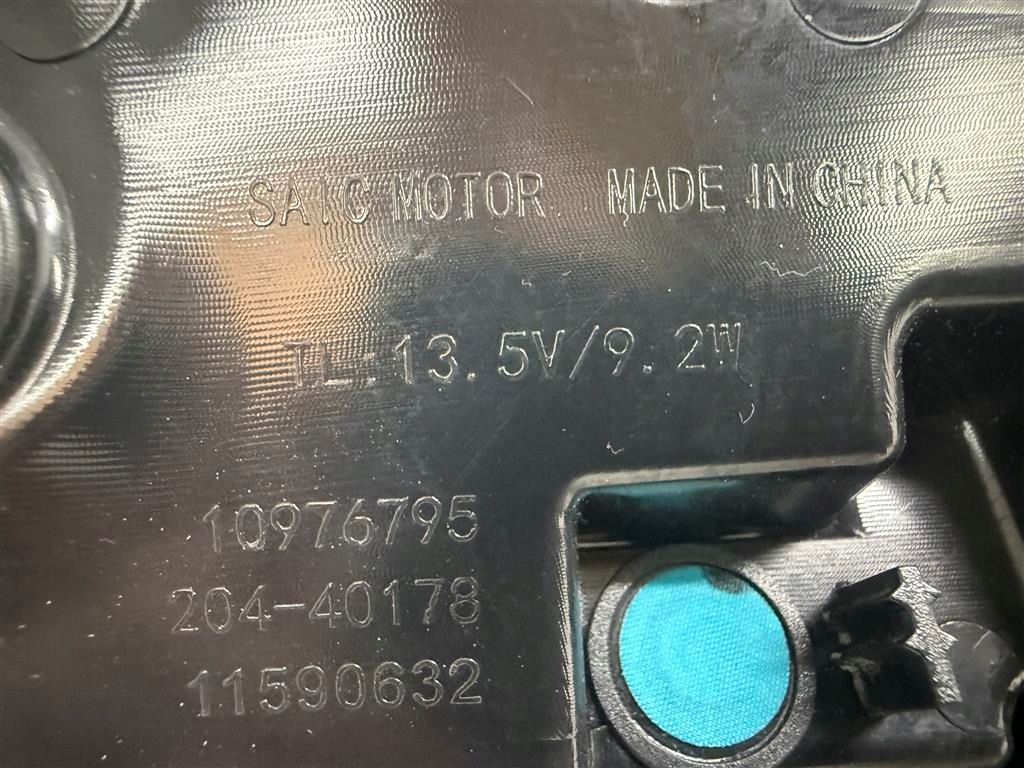 SAIC MOTOR MADE IN CHINA
TL:13.5V/9.2W
10976795
204-40178
11590632